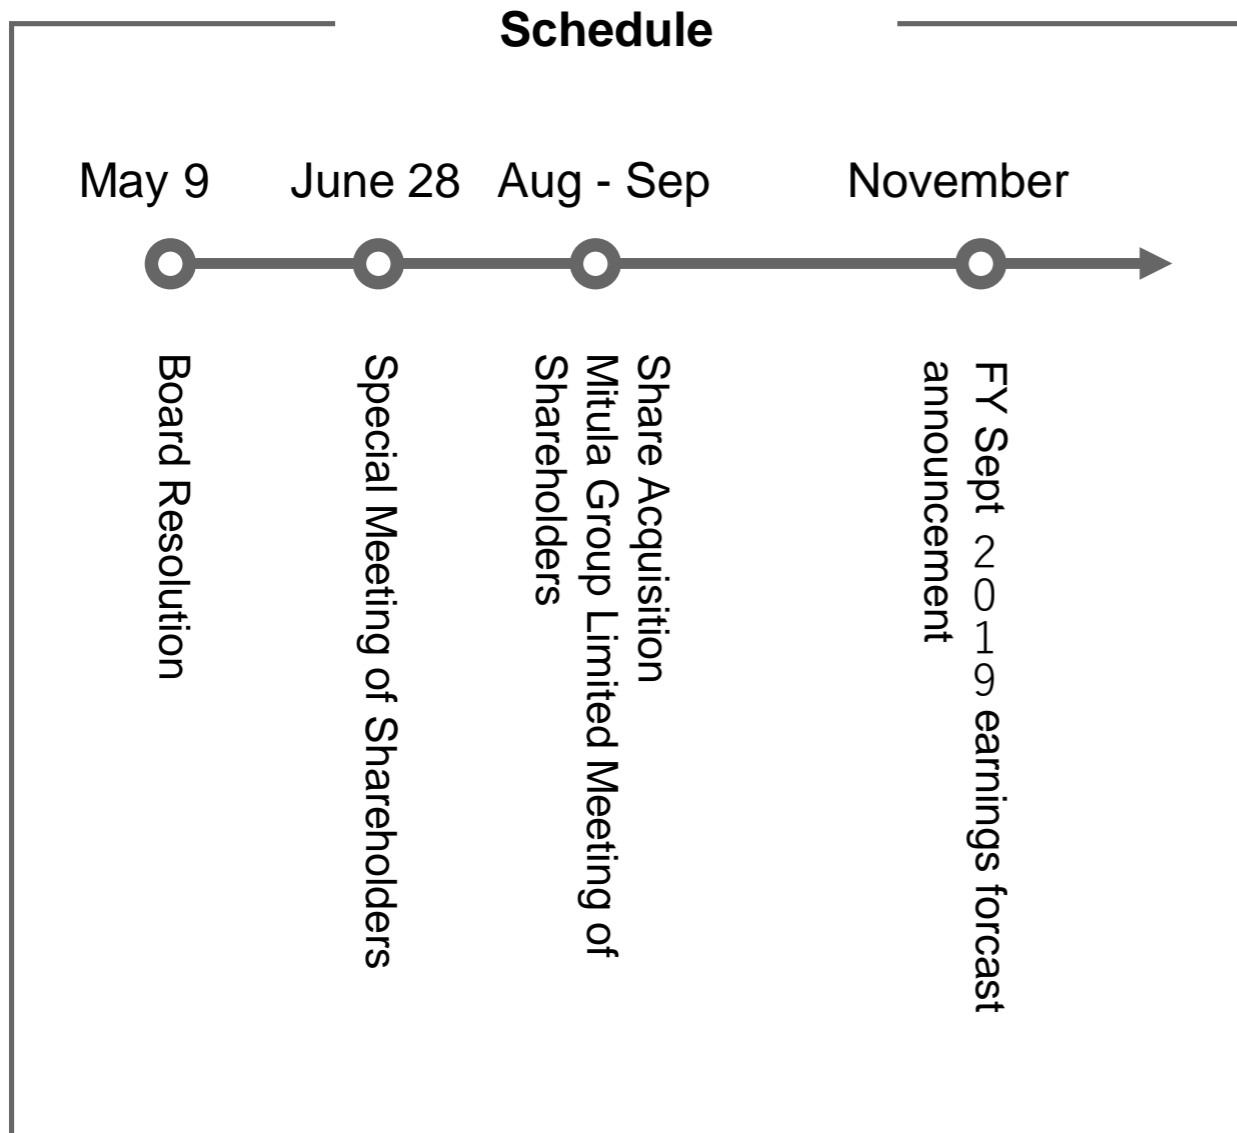 Schedule
May 9
June 28
Aug - Sep
November
Board Resolution
Special Meeting of Shareholders
Share Acquisition
Mitula Group Limited Meeting of
Shareholders
FY Sept 2019 earnings forcast
announcement